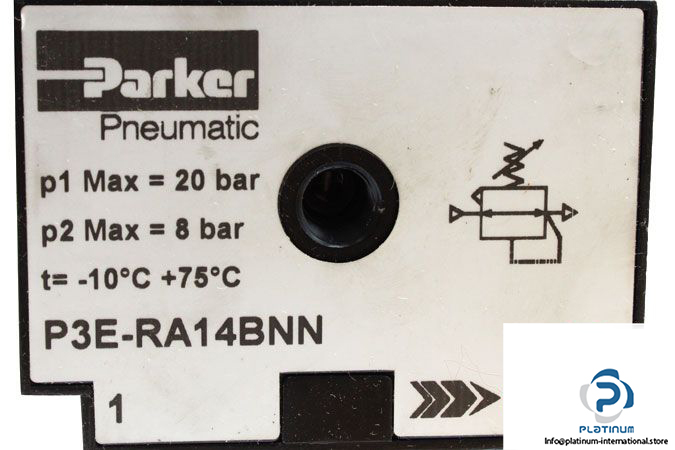 Parker
Pneumatic
p1 Max = 20 bar
p2 Max = 8 bar
t= -10°C +75°C
P3E-RA14BNN
1
PLATINUM
Info@platinum-international.store